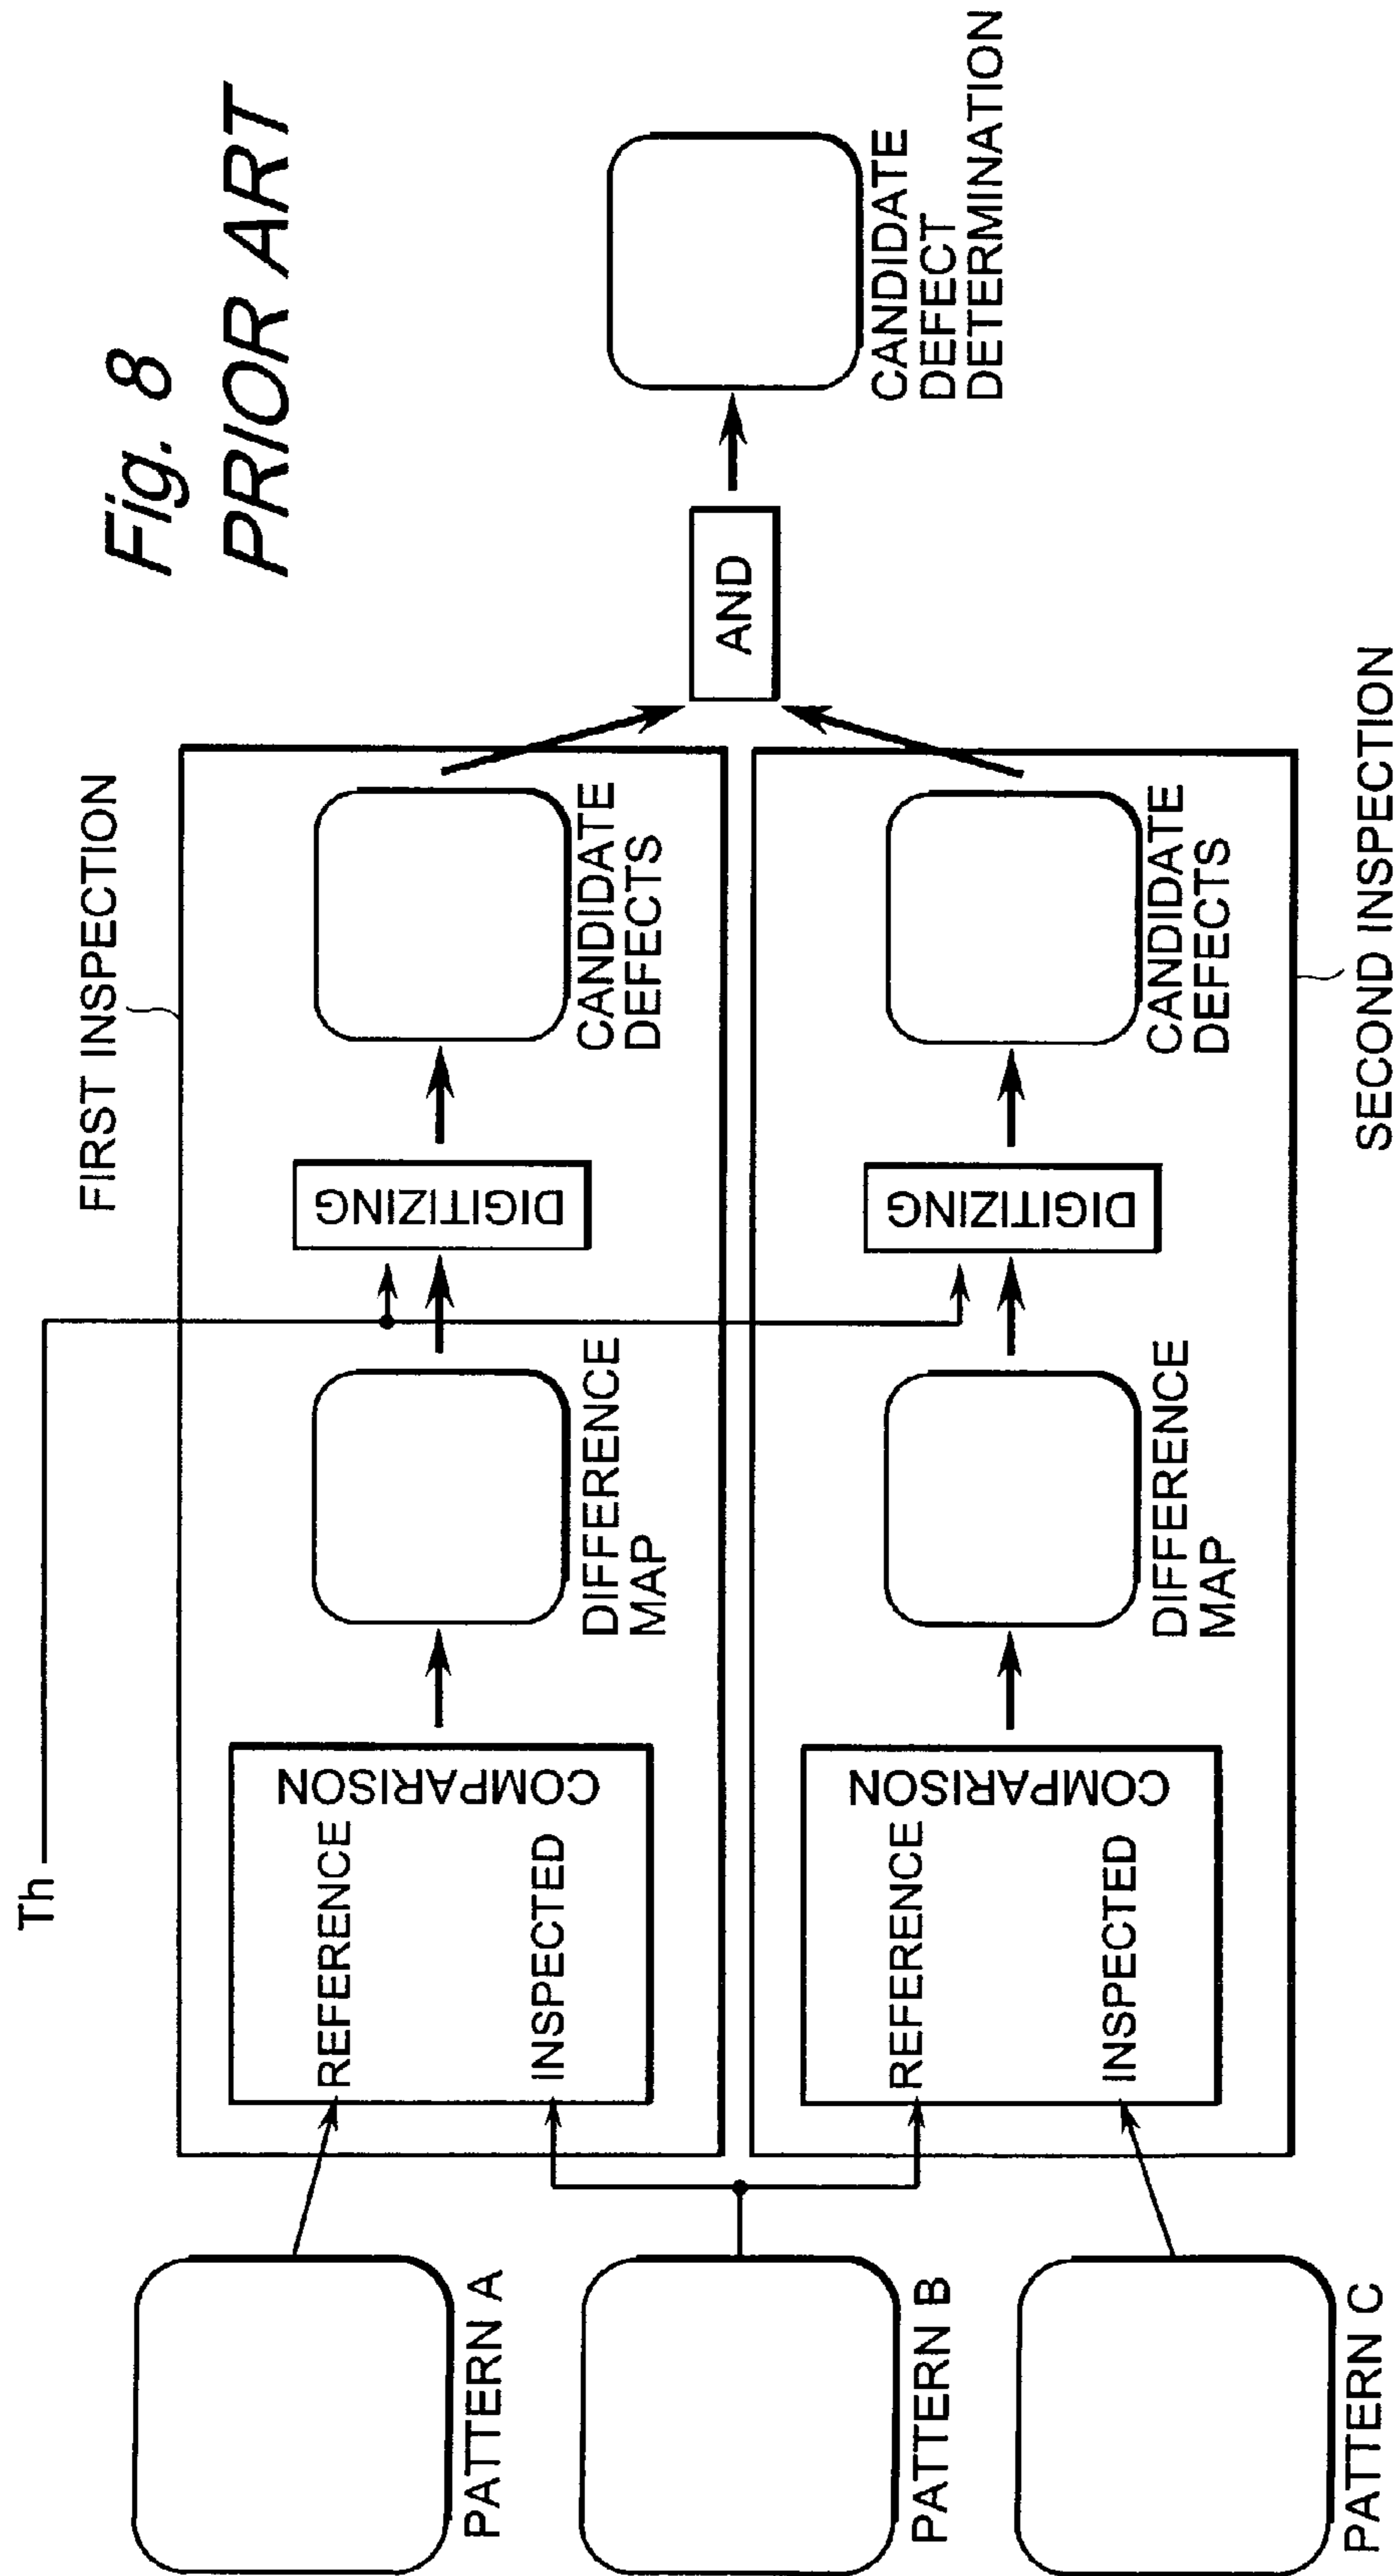 Fig. 8
PRIOR ART
Th
FIRST INSPECTION
PATTERN A
REFERENCE
INSPECTED
COMPARISON
DIFFERENCE
MAP
DIGITIZING
CANDIDATE
DEFECTS
PATTERN B
AND
CANDIDATE
DEFECT
DETERMINATION
PATTERN C
REFERENCE
INSPECTED
COMPARISON
DIFFERENCE
MAP
DIGITIZING
CANDIDATE
DEFECTS
SECOND INSPECTION